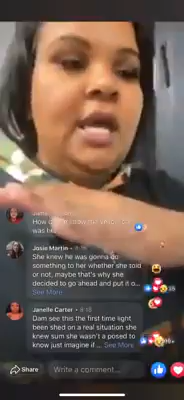 Josie Martin
She knew he was gonna do
something to her whether she told
or not, maybe that's why she
decided to go ahead and put it o...
See More
Janelle Carter
Dam see this the first time light
been shed on a real situation she
knew sum she wasn't a posed to
know just imagine if ... See More
Share
Write a comment...